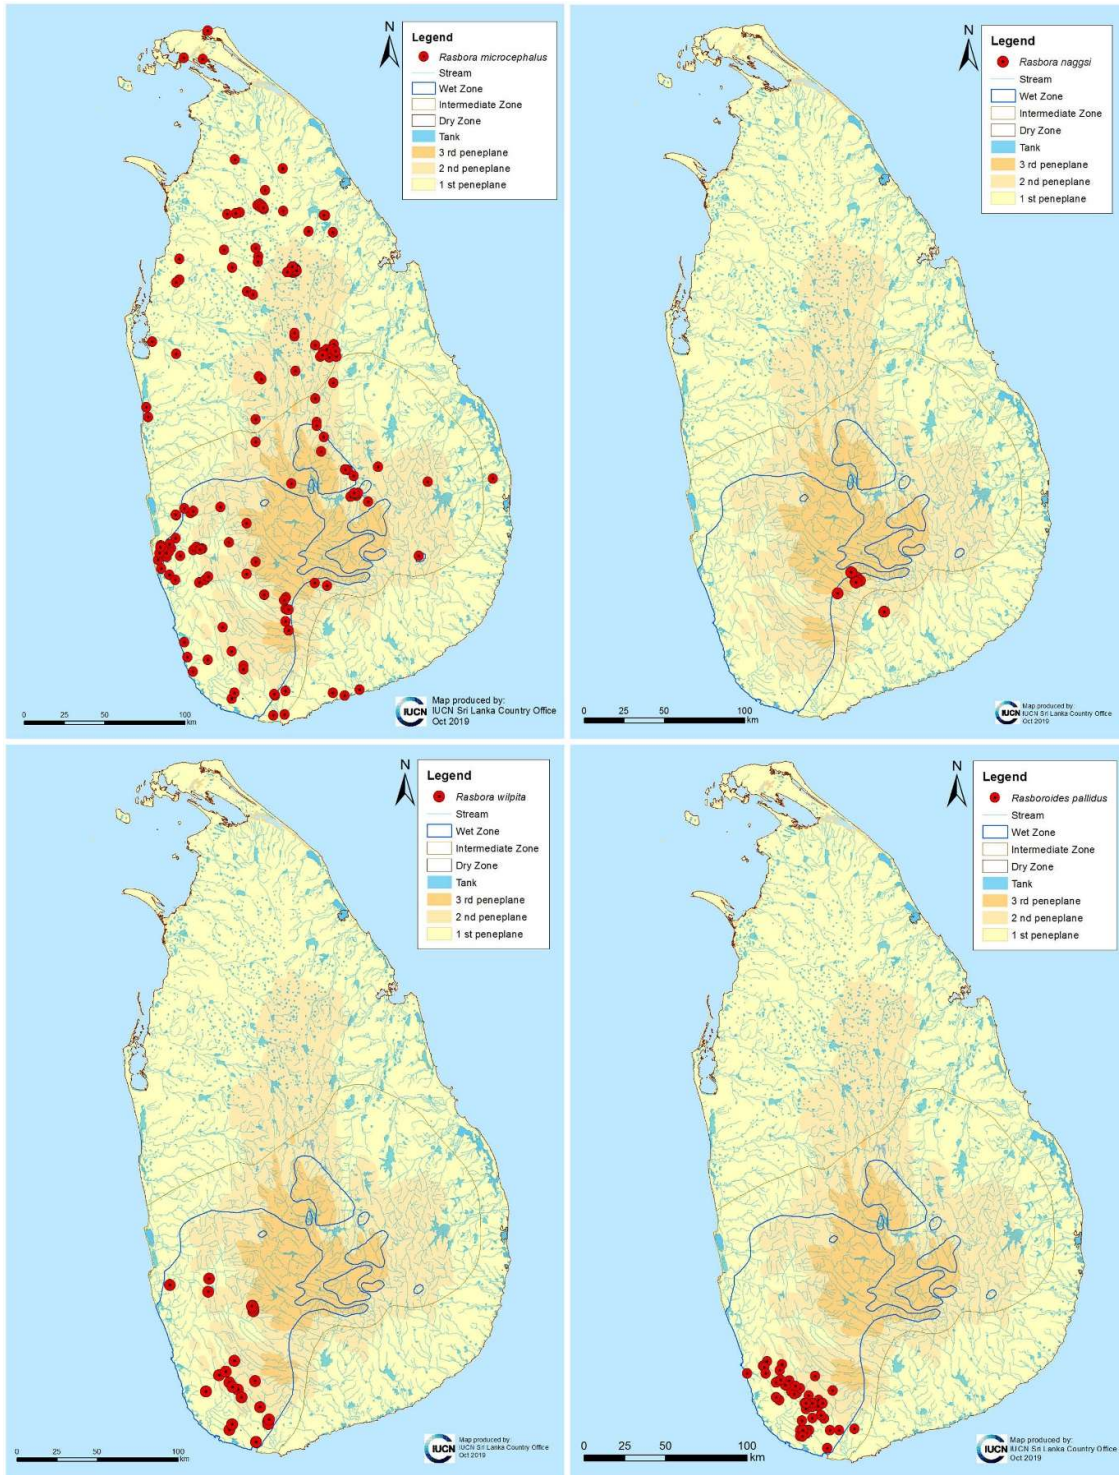 N
Legend
Rasbora microcephalus
Stream
Wet Zone
Intermediate Zone
Dry Zone
Tank
3 rd peneplane
2 nd peneplane
1 st peneplane
0 25 50 100
km
IUCN
Map produced by:
IUCN Sri Lanka Country Office
Oct 2019
N
Legend
Rasbora naggsi
Stream
Wet Zone
Intermediate Zone
Dry Zone
Tank
3 rd peneplane
2 nd peneplane
1 st peneplane
0 25 50 100
km
IUCN
Map produced by:
IUCN Sri Lanka Country Office
Oct 2019
N
Legend
Rasbora wilpita
Stream
Wet Zone
Intermediate Zone
Dry Zone
Tank
3 rd peneplane
2 nd peneplane
1 st peneplane
0 25 50 100
km
IUCN
Map produced by:
IUCN Sri Lanka Country Office
Oct 2019
N
Legend
Rasboroides pallidus
Stream
Wet Zone
Intermediate Zone
Dry Zone
Tank
3 rd peneplane
2 nd peneplane
1 st peneplane
0 25 50 100
km
IUCN
Map produced by:
IUCN Sri Lanka Country Office
Oct 2019